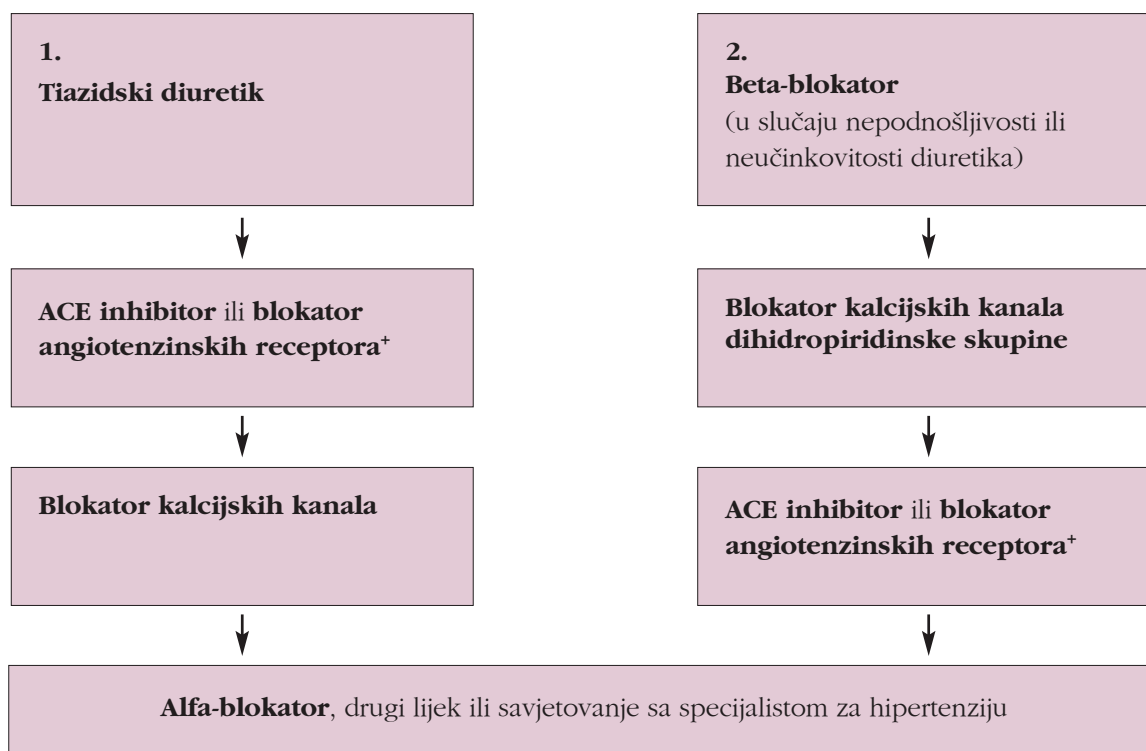 1.
Tiazidski diuretik
ACE inhibitor ili blokator
angiotenzinskih receptora+
Blokator kalcijskih kanala
2.
Beta-blokator
(u slučaju nepodnošljivosti ili
neučinkovitosti diuretika)
Blokator kalcijskih kanala
dihidropiridinske skupine
ACE inhibitor ili blokator
angiotenzinskih receptora+
Alfa-blokator, drugi lijek ili savjetovanje sa specijalistom za hipertenziju